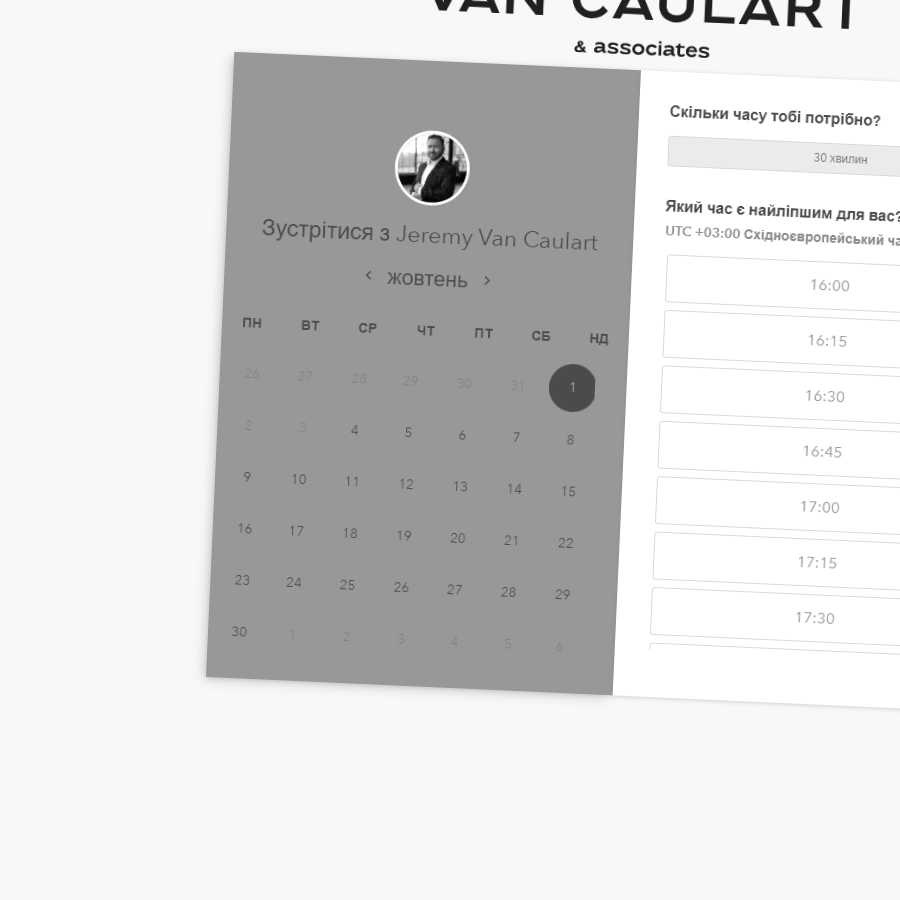 VAN CAULART
& associates
Зустрітися з Jeremy Van Caulart
жовтень
ПН ВТ СР ЧТ ПТ СБ НД
26 27 28 29 30 31 1
2 3 4 5 6 7 8
9 10 11 12 13 14 15
16 17 18 19 20 21 22
23 24 25 26 27 28 29
30 1 2 3 4 5 6
Скільки часу тобі потрібно?
30 хвилин
Який час є найліпшим для вас?
UTC +03:00 Східноєвропейський
16:00
16:15
16:30
16:45
17:00
17:15
17:30